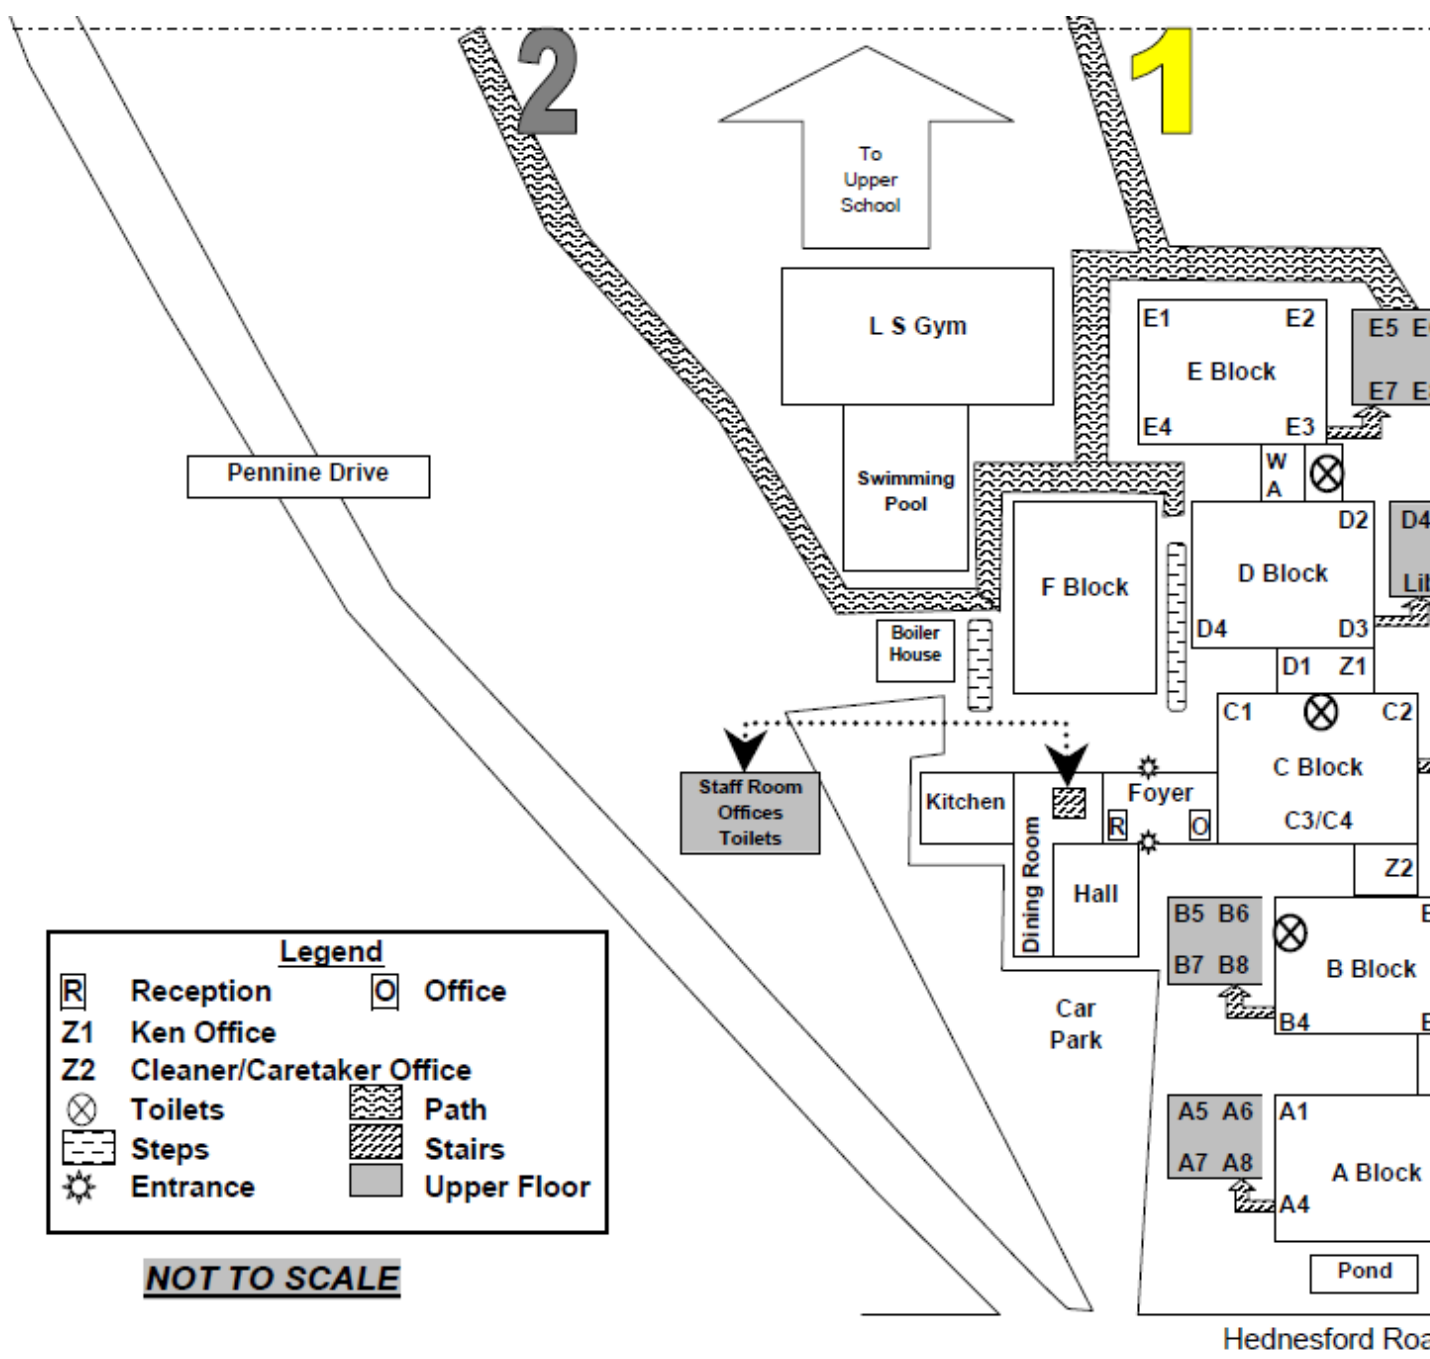 2
1
To
Upper
School
L S Gym
E1 E2
E5
E Block
E7
E4 E3
Pennine Drive
Swimming
Pool
W
A
D2
D4
F Block
D Block
Boiler
House
D4 D3
D1 Z1
C1 C2
C Block
Staff Room
Offices
Toilets
Kitchen
Foyer
R O
C3/C4
Dining Room
Hall
Z2
B5 B6
B7 B8
B Block
B4
Car
Park
Legend
R Reception O Office
Z1 Ken Office
Z2 Cleaner/Caretaker Office
Toilets Path
Steps Stairs
Entrance Upper Floor
A5 A6 A1
A7 A8
A Block
A4
NOT TO SCALE
Pond
Hednesford